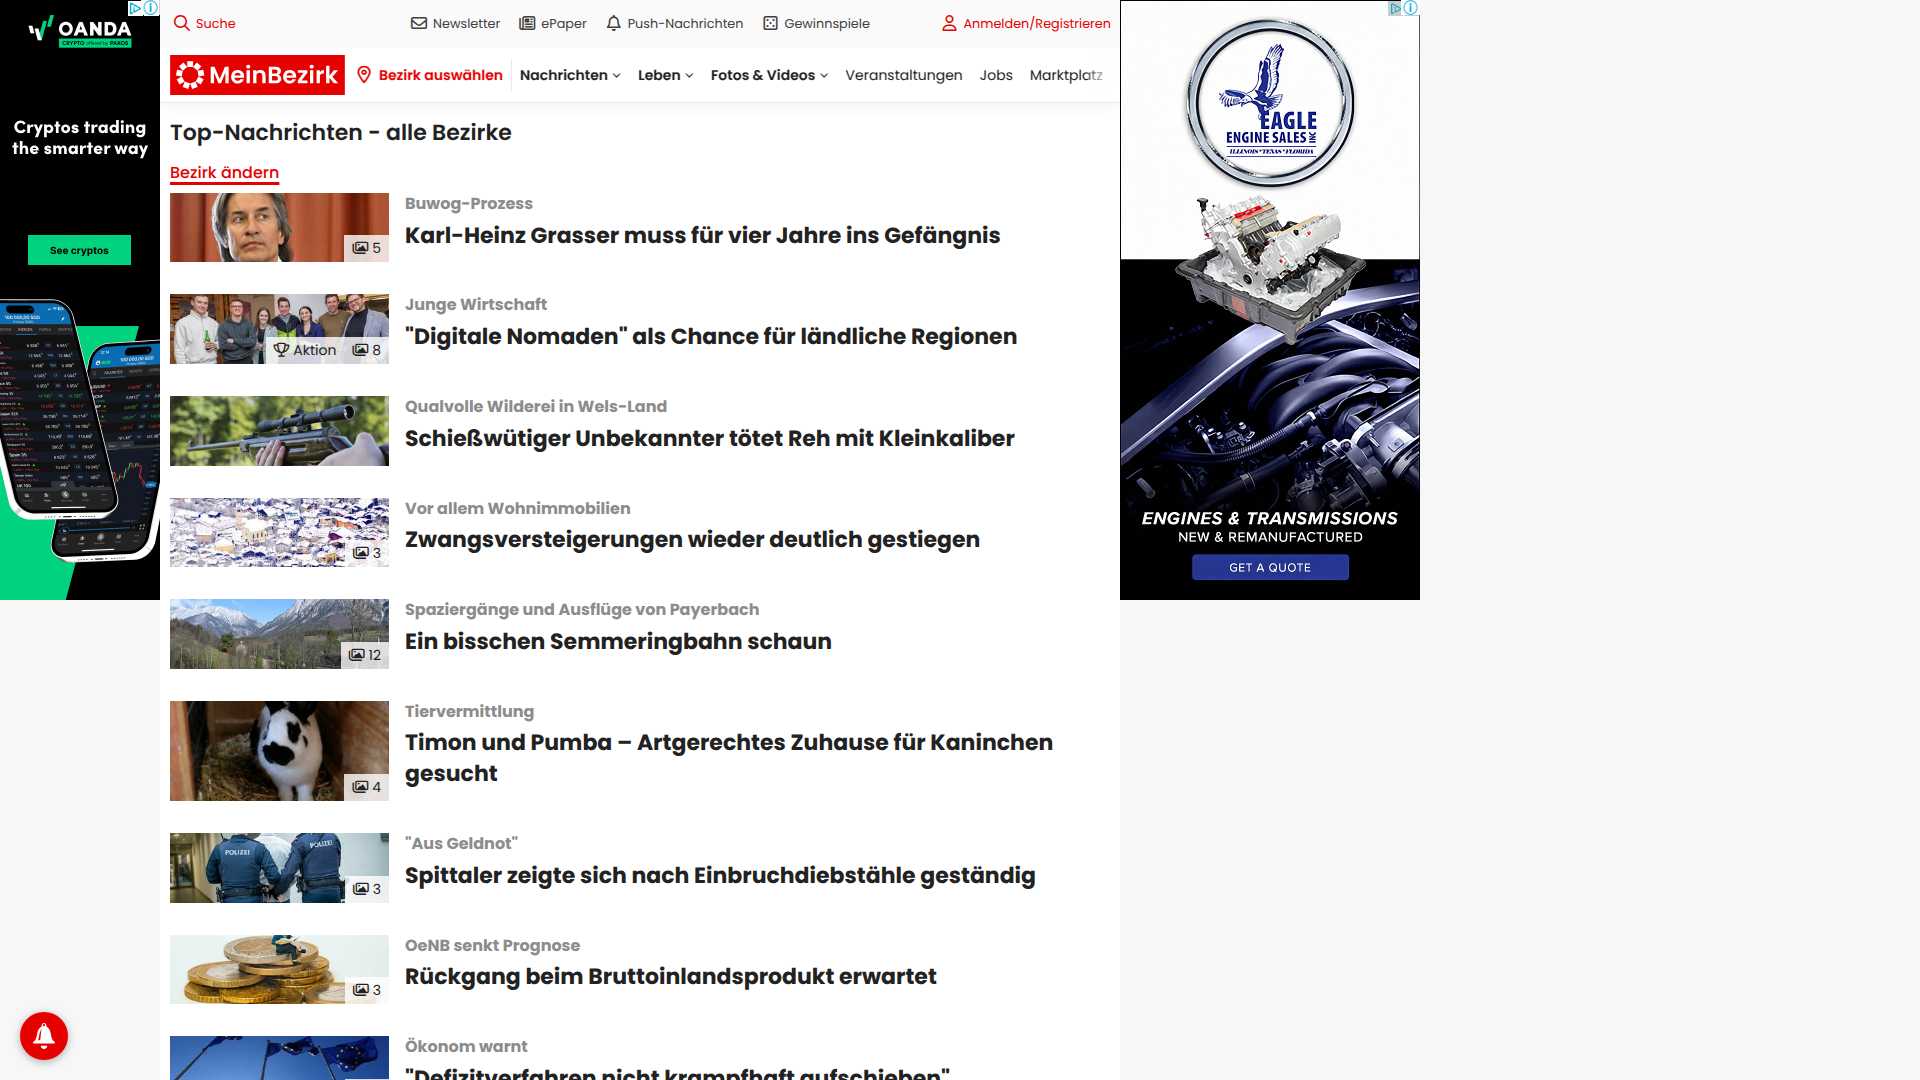 OANDA
CRYPTO offered by PAXOS
Cryptos trading
the smarter way
See cryptos
Suche
Newsletter
ePaper
Push-Nachrichten
Gewinnspiele
Anmelden/Registrieren
MeinBezirk
Bezirk auswählen
Nachrichten
Leben
Fotos & Videos
Veranstaltungen
Jobs
Marktplatz
Top-Nachrichten - alle Bezirke
Bezirk ändern
5
Buwog-Prozess
Karl-Heinz Grasser muss für vier Jahre ins Gefängnis
Aktion
8
Junge Wirtschaft
"Digitale Nomaden" als Chance für ländliche Regionen
Qualvolle Wilderei in Wels-Land
Schießwütiger Unbekannter tötet Reh mit Kleinkaliber
3
Vor allem Wohnimmobilien
Zwangsversteigerungen wieder deutlich gestiegen
12
Spaziergänge und Ausflüge von Payerbach
Ein bisschen Semmeringbahn schaun
4
Tiervermittlung
Timon und Pumba – Artgerechtes Zuhause für Kaninchen
gesucht
POLIZEI
POLIZEI
3
"Aus Geldnot"
Spittaler zeigte sich nach Einbruchdiebstähle geständig
3
OeNB senkt Prognose
Rückgang beim Bruttoinlandsprodukt erwartet
Ökonom warnt
"Defizitverfahren nicht krampfhaft aufschieben"
EAGLE
ENGINE SALES INC
ILLINOIS*TEXAS*FLORIDA
ENGINES & TRANSMISSIONS
NEW & REMANUFACTURED
GET A QUOTE